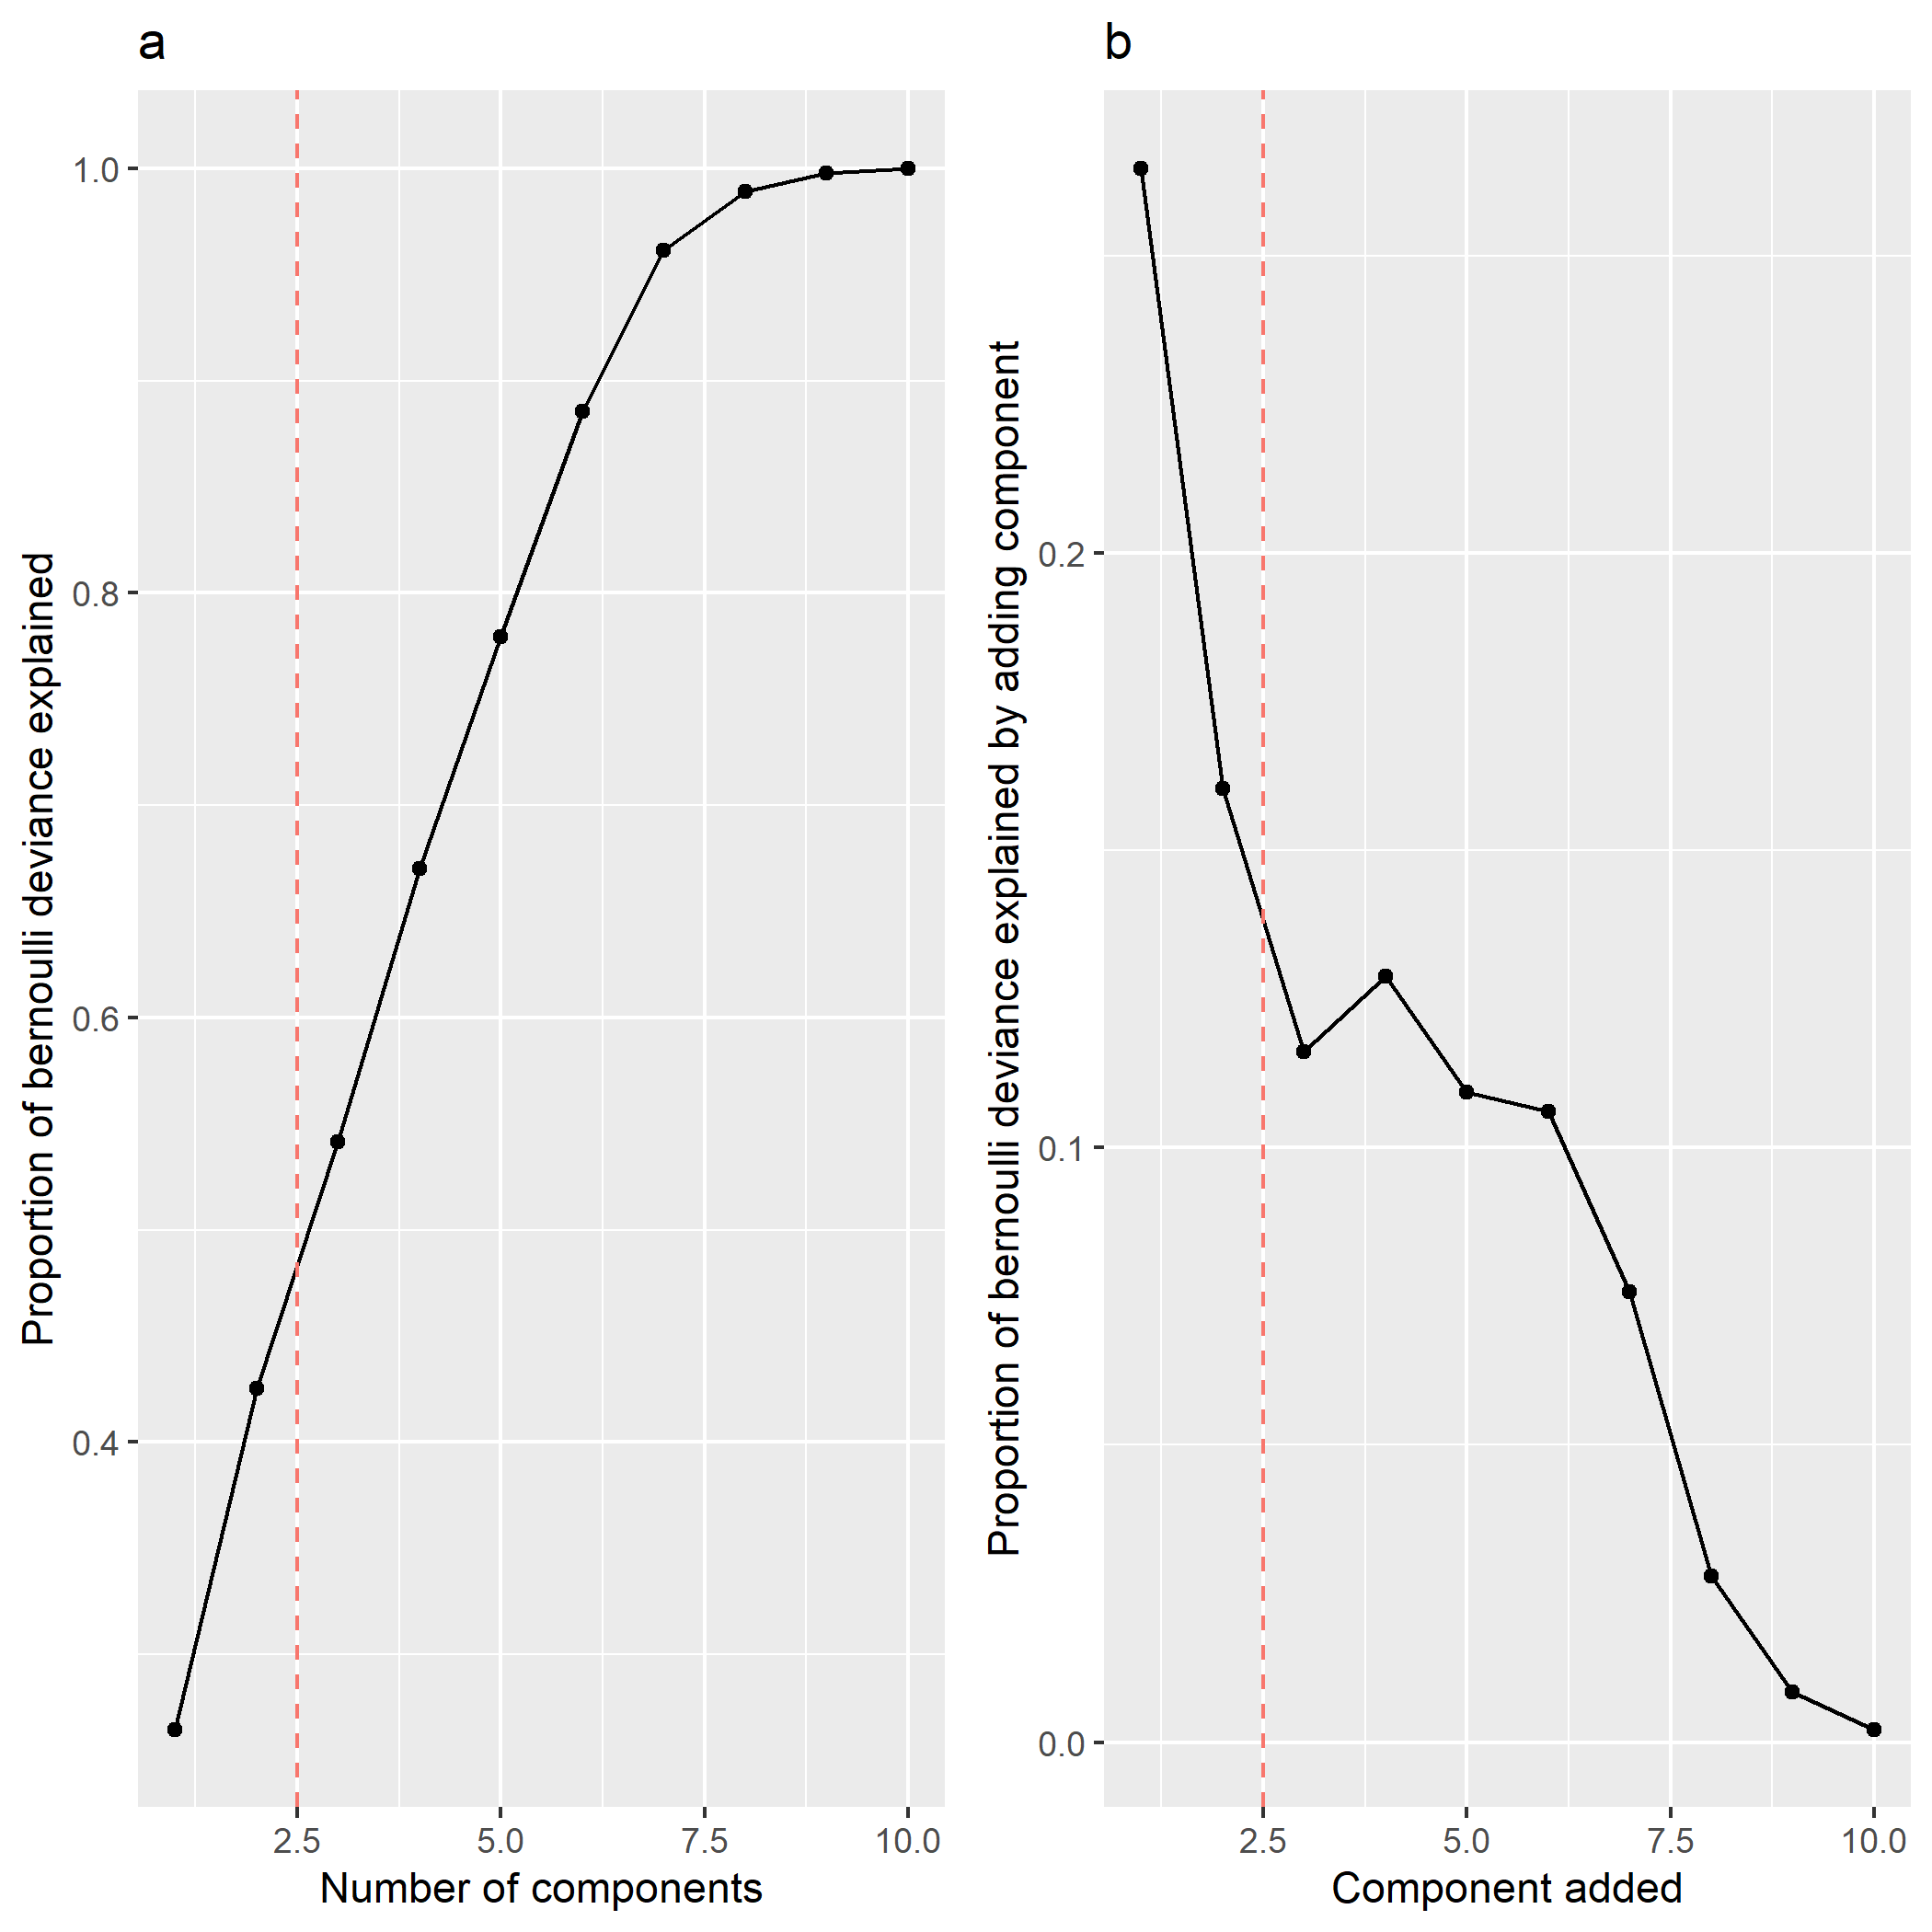 a
Proportion of bernoulli deviance explained
1.0
0.8
0.6
0.4
2.5 5.0 7.5 10.0
Number of components
b
Proportion of bernoulli deviance explained by adding component
0.2
0.1
0.0
2.5 5.0 7.5 10.0
Component added